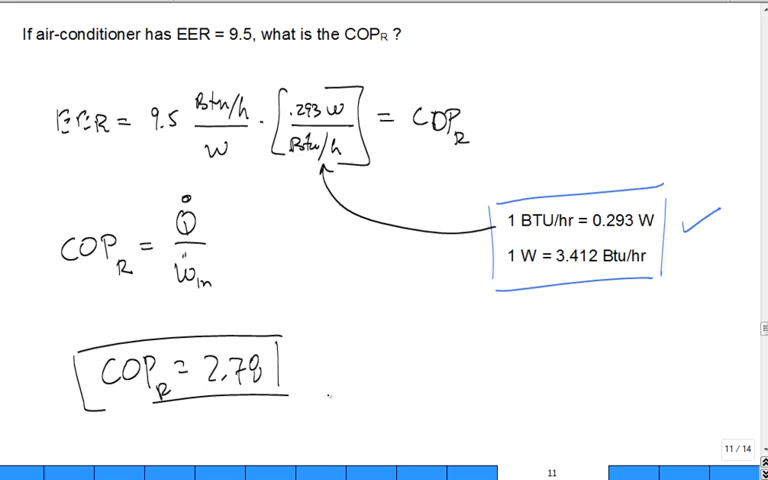 If air-conditioner has EER = 9.5, what is the COPR ?
EER = 9.5 Btu/h / W · [.293 W / Btu/h] = COPR
1 BTU/hr = 0.293 W
1 W = 3.412 Btu/hr
COPR = Q̇ / Ẇin
COPR = 2.78
11 / 14
11